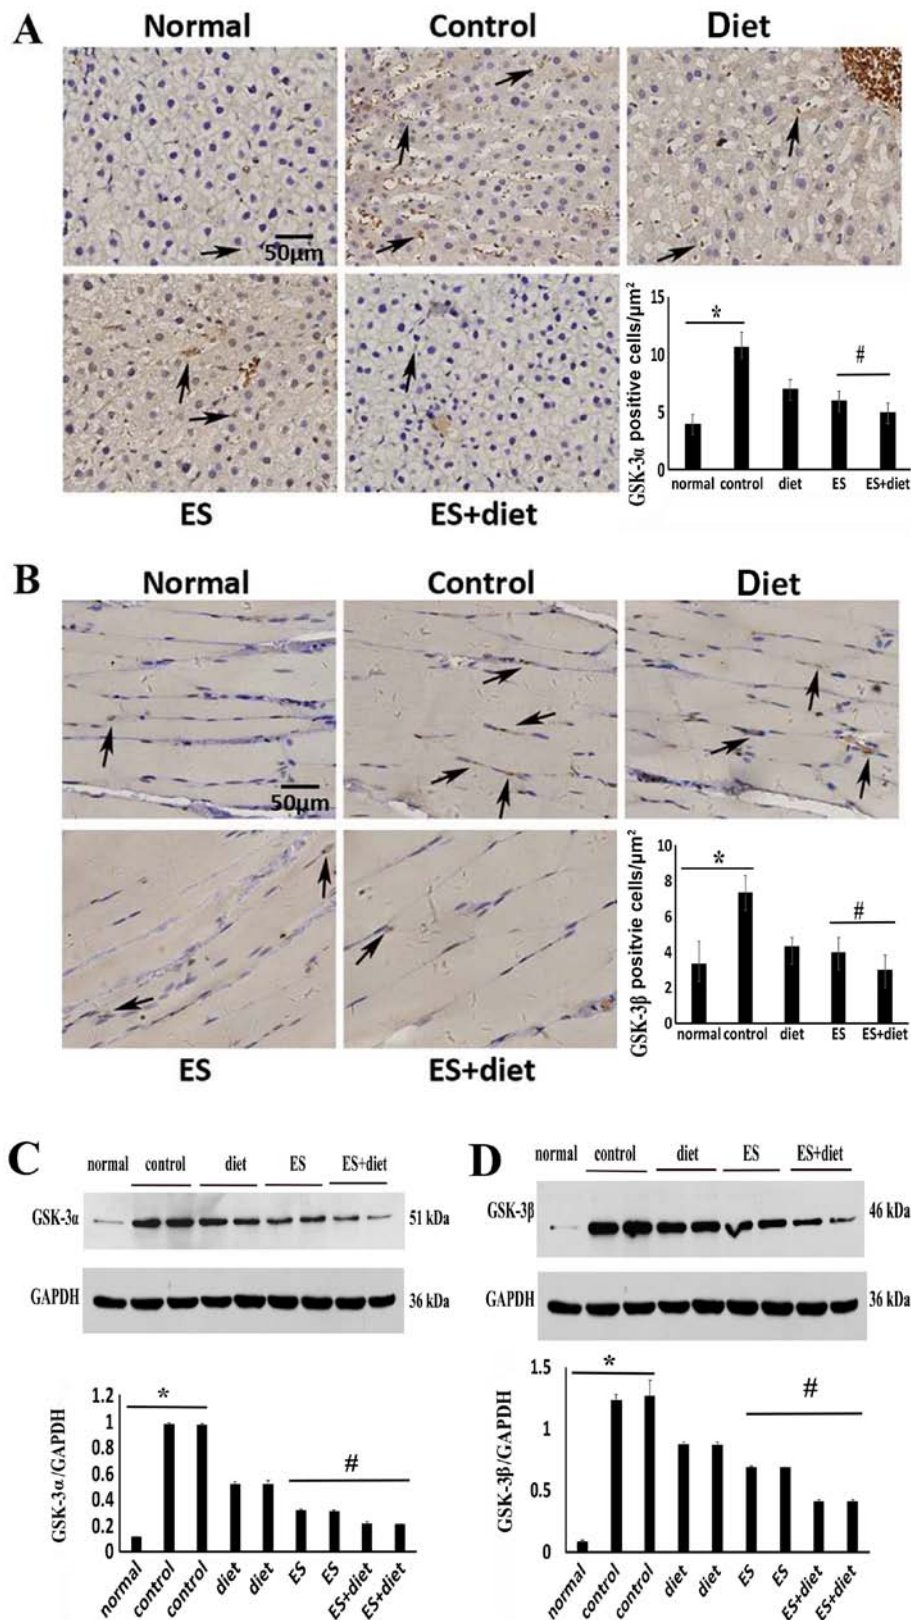 A
Normal
Control
Diet
50µm
ES
ES+diet
GSK-3α positive cells/µm²
15
10
5
0
*
#
normal control diet ES ES+diet
B
Normal
Control
Diet
50µm
ES
ES+diet
GSK-3β positvie cells/µm²
10
8
6
4
2
0
*
#
normal control diet ES ES+diet
C
normal control diet ES ES+diet
GSK-3α 51 kDa
GAPDH 36 kDa
GSK-3α/GAPDH
1.2
1
0.8
0.6
0.4
0.2
0
*
#
normal control control diet diet ES ES ES+diet ES+diet
D
normal control diet ES ES+diet
GSK-3β 46 kDa
GAPDH 36 kDa
GSK-3β/GAPDH
1.5
1
0.5
0
*
#
normal control control diet diet ES ES ES+diet ES+diet